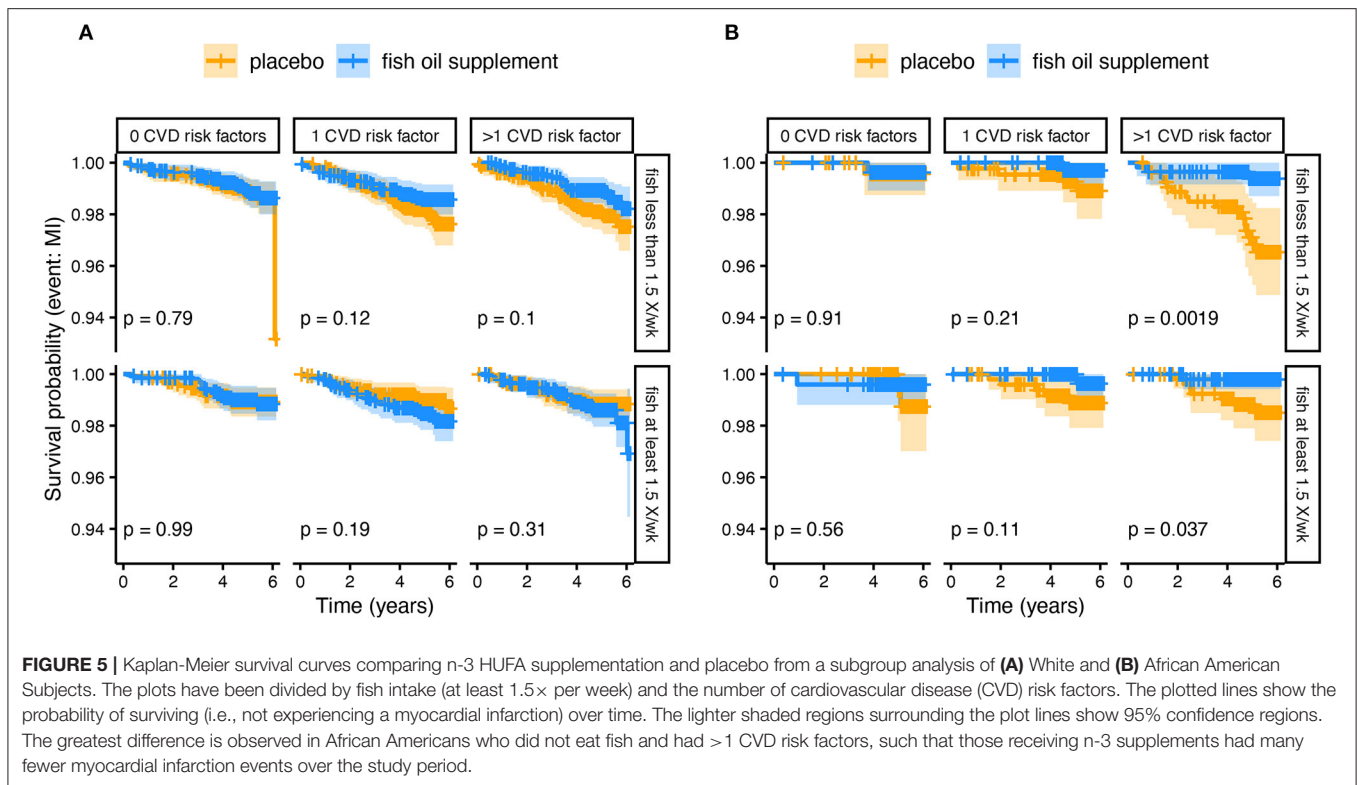 A
placebo fish oil supplement
0 CVD risk factors 1 CVD risk factor >1 CVD risk factor
1.00
0.98
0.96
0.94
p = 0.79 p = 0.12 p = 0.1
fish less than 1.5 X/wk
1.00
0.98
0.96
0.94
p = 0.99 p = 0.19 p = 0.31
fish at least 1.5 X/wk
0 2 4 6 0 2 4 6 0 2 4 6
Time (years)
Survival probability (event: MI)
B
placebo fish oil supplement
0 CVD risk factors 1 CVD risk factor >1 CVD risk factor
1.00
0.98
0.96
0.94
p = 0.91 p = 0.21 p = 0.0019
fish less than 1.5 X/wk
1.00
0.98
0.96
0.94
p = 0.56 p = 0.11 p = 0.037
fish at least 1.5 X/wk
0 2 4 6 0 2 4 6 0 2 4 6
Time (years)
FIGURE 5 | Kaplan-Meier survival curves comparing n-3 HUFA supplementation and placebo from a subgroup analysis of (A) White and (B) African American
Subjects. The plots have been divided by fish intake (at least 1.5× per week) and the number of cardiovascular disease (CVD) risk factors. The plotted lines show the
probability of surviving (i.e., not experiencing a myocardial infarction) over time. The lighter shaded regions surrounding the plot lines show 95% confidence regions.
The greatest difference is observed in African Americans who did not eat fish and had >1 CVD risk factors, such that those receiving n-3 supplements had many
fewer myocardial infarction events over the study period.